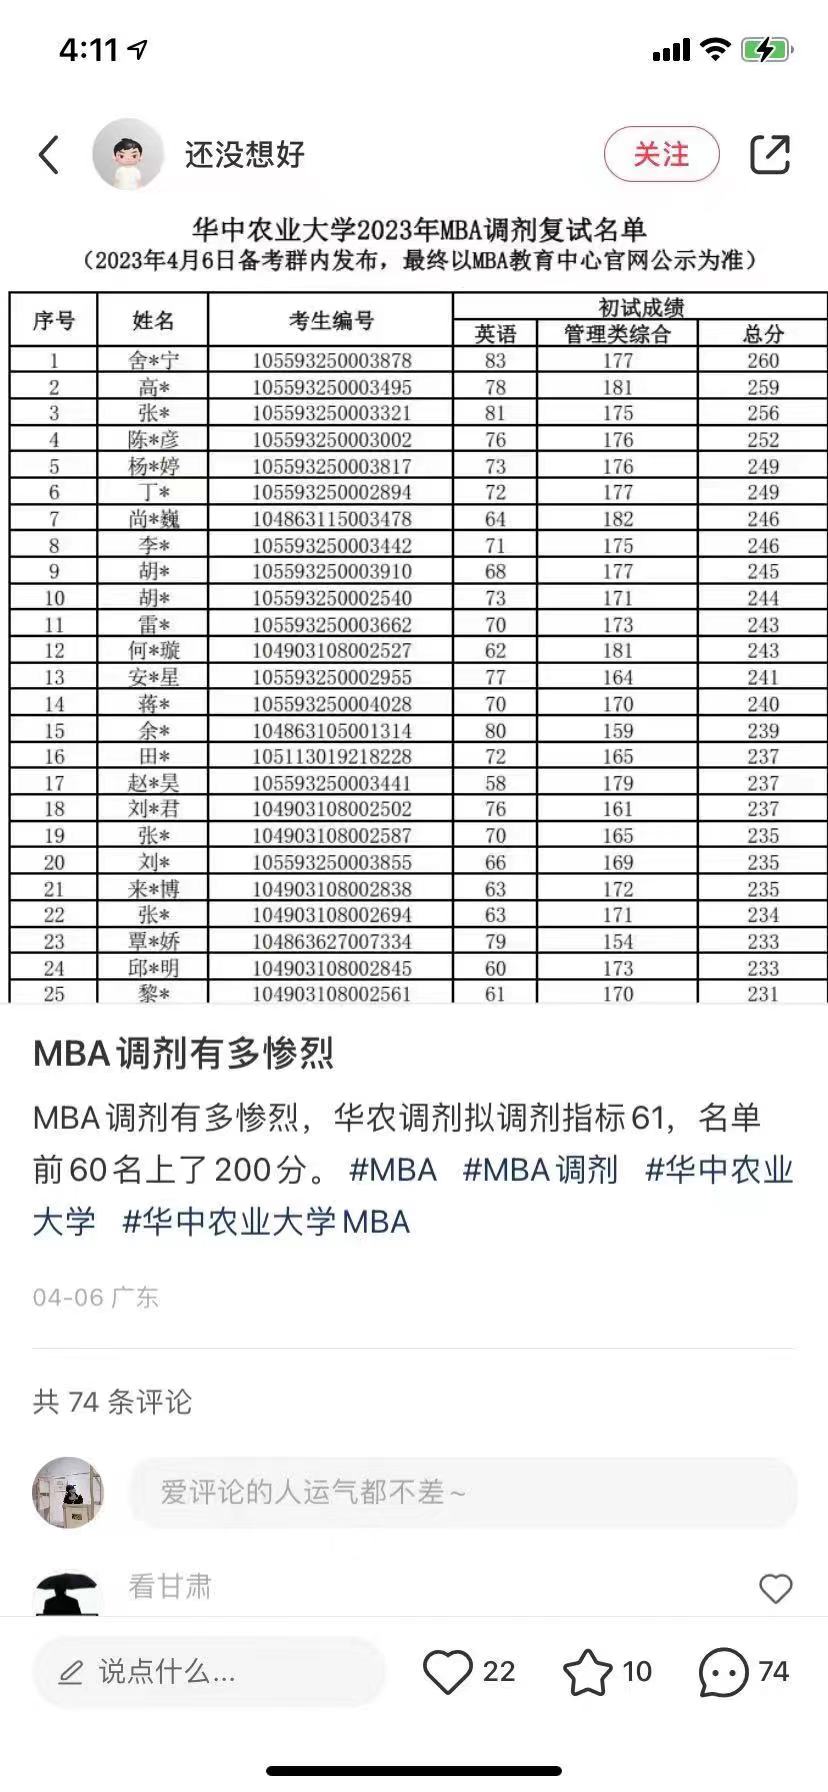 4:11
还没想好
关注
华中农业大学2023年MBA调剂复试名单
（2023年4月6日备考群内发布，最终以MBA教育中心官网公示为准）
序号 姓名 考生编号 初试成绩
英语 管理类综合 总分
1 舍*宁 105593250003878 83 177 260
2 高* 105593250003495 78 181 259
3 张* 105593250003321 81 175 256
4 陈*彦 105593250003002 76 176 252
5 杨*婷 105593250003817 73 176 249
6 丁* 105593250002894 72 177 249
7 尚*巍 104863115003478 64 182 246
8 李* 105593250003442 71 175 246
9 胡* 105593250003910 68 177 245
10 胡* 105593250002540 73 171 244
11 雷* 105593250003662 70 173 243
12 何*璇 104903108002527 62 181 243
13 安*星 105593250002955 77 164 241
14 蒋* 105593250004028 70 170 240
15 余* 104863105001314 80 159 239
16 田* 105113019218228 72 165 237
17 赵*昊 105593250003441 58 179 237
18 刘*君 104903108002502 76 161 237
19 张* 104903108002587 70 165 235
20 刘* 105593250003855 66 169 235
21 来*博 104903108002838 63 172 235
22 张* 104903108002694 63 171 234
23 覃*娇 104863627007334 79 154 233
24 邱*明 104903108002845 60 173 233
25 黎* 104903108002561 61 170 231
MBA调剂有多惨烈
MBA调剂有多惨烈，华农调剂拟调剂指标61，名单
前60名上了200分。 #MBA #MBA调剂 #华中农业
大学 #华中农业大学MBA
04-06 广东
共 74 条评论
爱评论的人运气都不差~
看甘肃
说点什么... 22 10 74